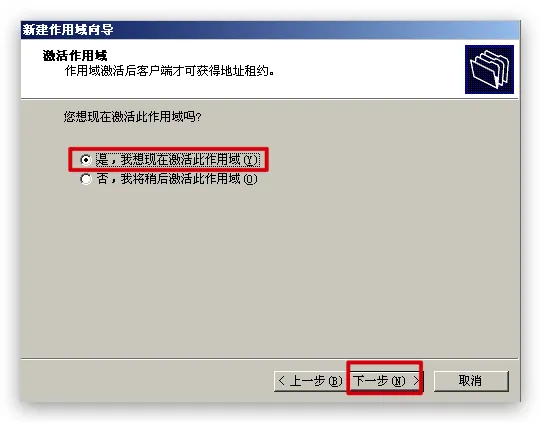 新建作用域向导
激活作用域
作用域激活后客户端才可获得地址租约。
您想现在激活此作用域吗?
是，我想现在激活此作用域(Y)
否，我将稍后激活此作用域(O)
< 上一步(B) 下一步(N) > 取消